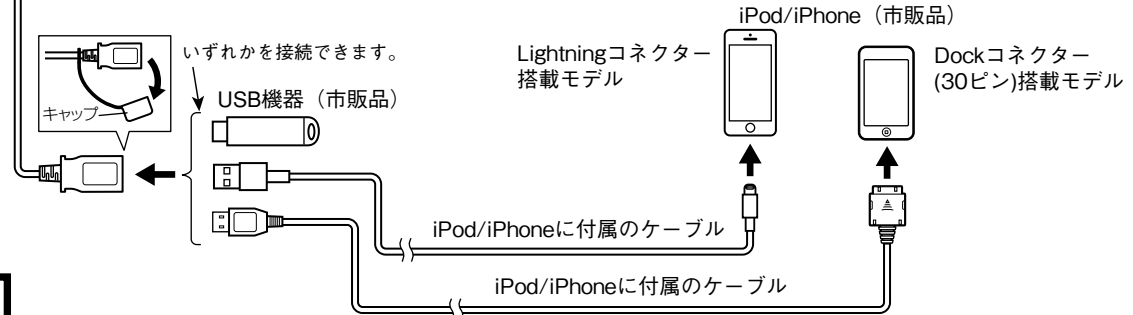 iPod/iPhone（市販品）
いずれかを接続できます。
Lightningコネクター
搭載モデル
Dockコネクター
(30ピン)搭載モデル
キャップ
USB機器（市販品）
iPod/iPhoneに付属のケーブル
iPod/iPhoneに付属のケーブル